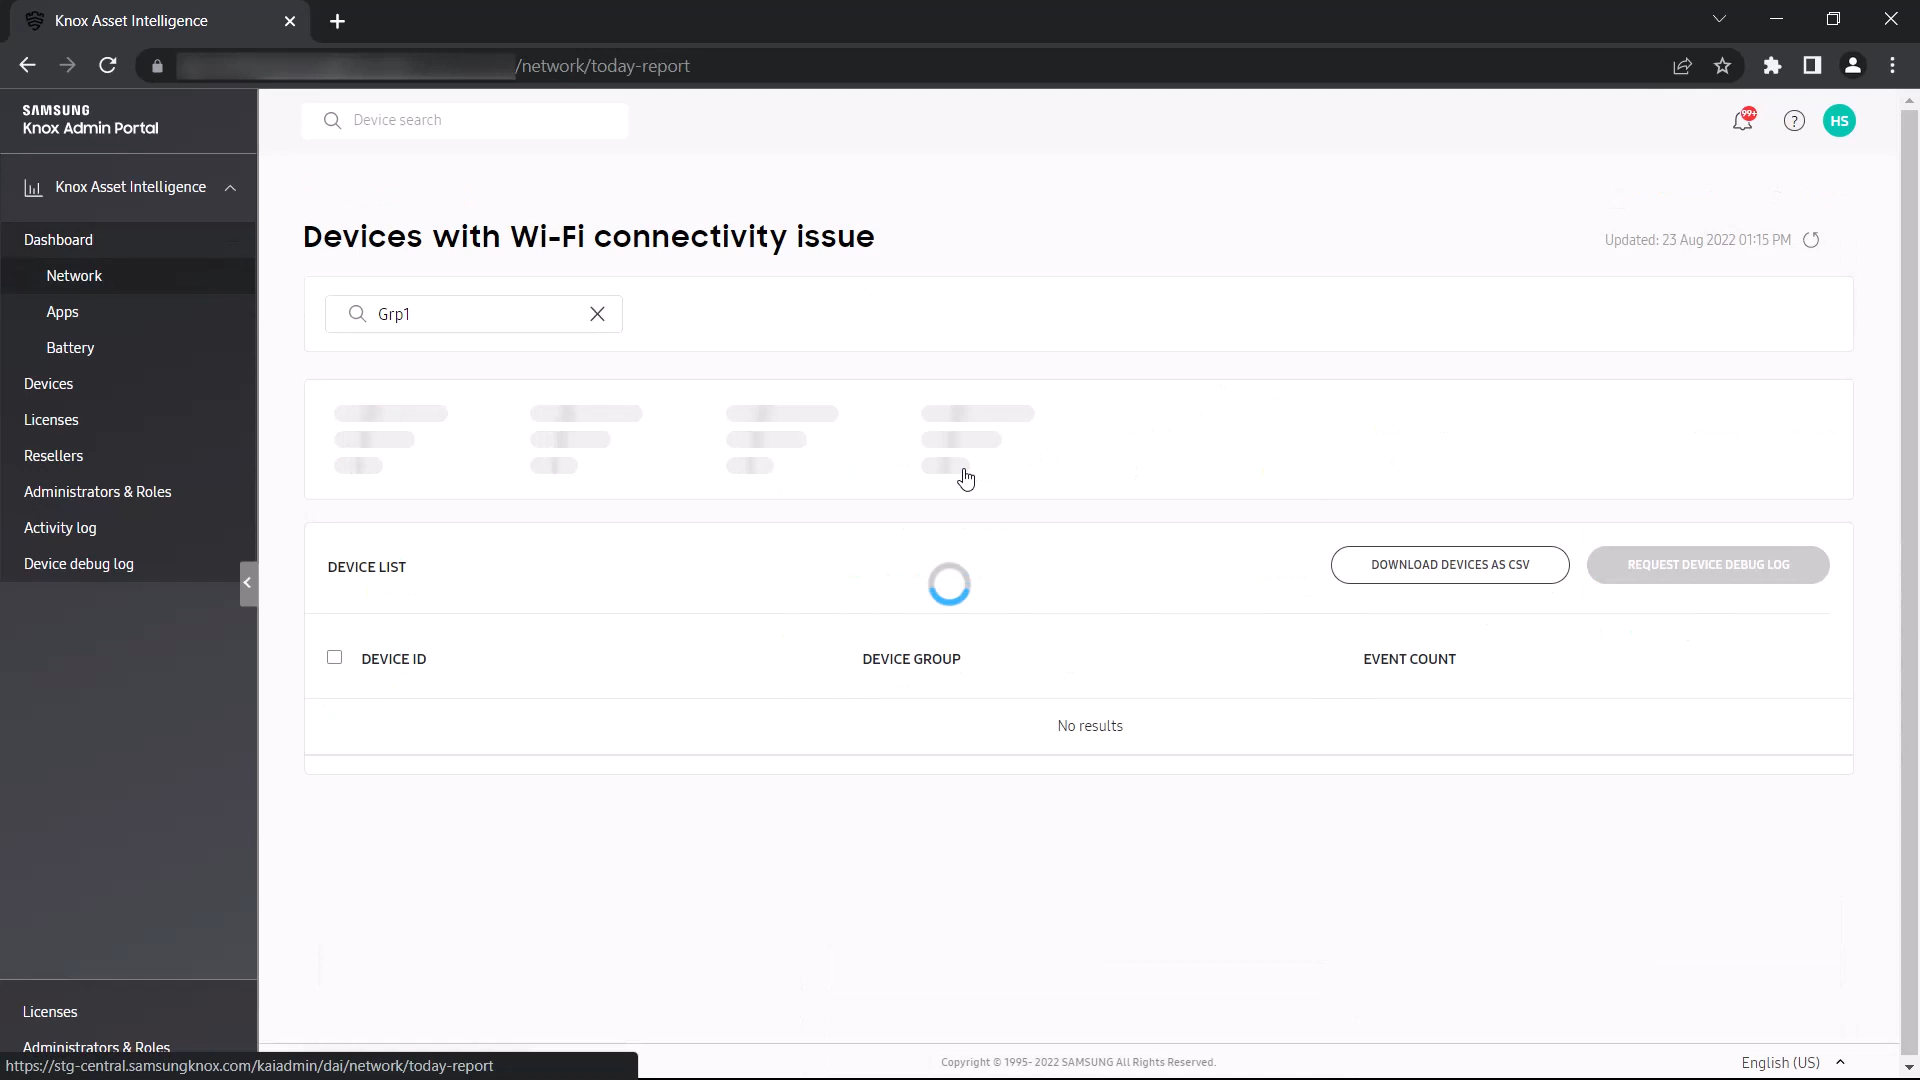 Knox Asset Intelligence
/network/today-report
SAMSUNG
Knox Admin Portal
Device search
99+
?
HS
Knox Asset Intelligence
Dashboard
Network
Apps
Battery
Devices
Licenses
Resellers
Administrators & Roles
Activity log
Device debug log
Devices with Wi-Fi connectivity issue
Updated: 23 Aug 2022 01:15 PM
Grp1
DEVICE LIST
DOWNLOAD DEVICES AS CSV
REQUEST DEVICE DEBUG LOG
DEVICE ID
DEVICE GROUP
EVENT COUNT
No results
Licenses
Administrators & Roles
https://stg-central.samsungknox.com/kaiadmin/dai/network/today-report
Copyright © 1995- 2022 SAMSUNG All Rights Reserved.
English (US)